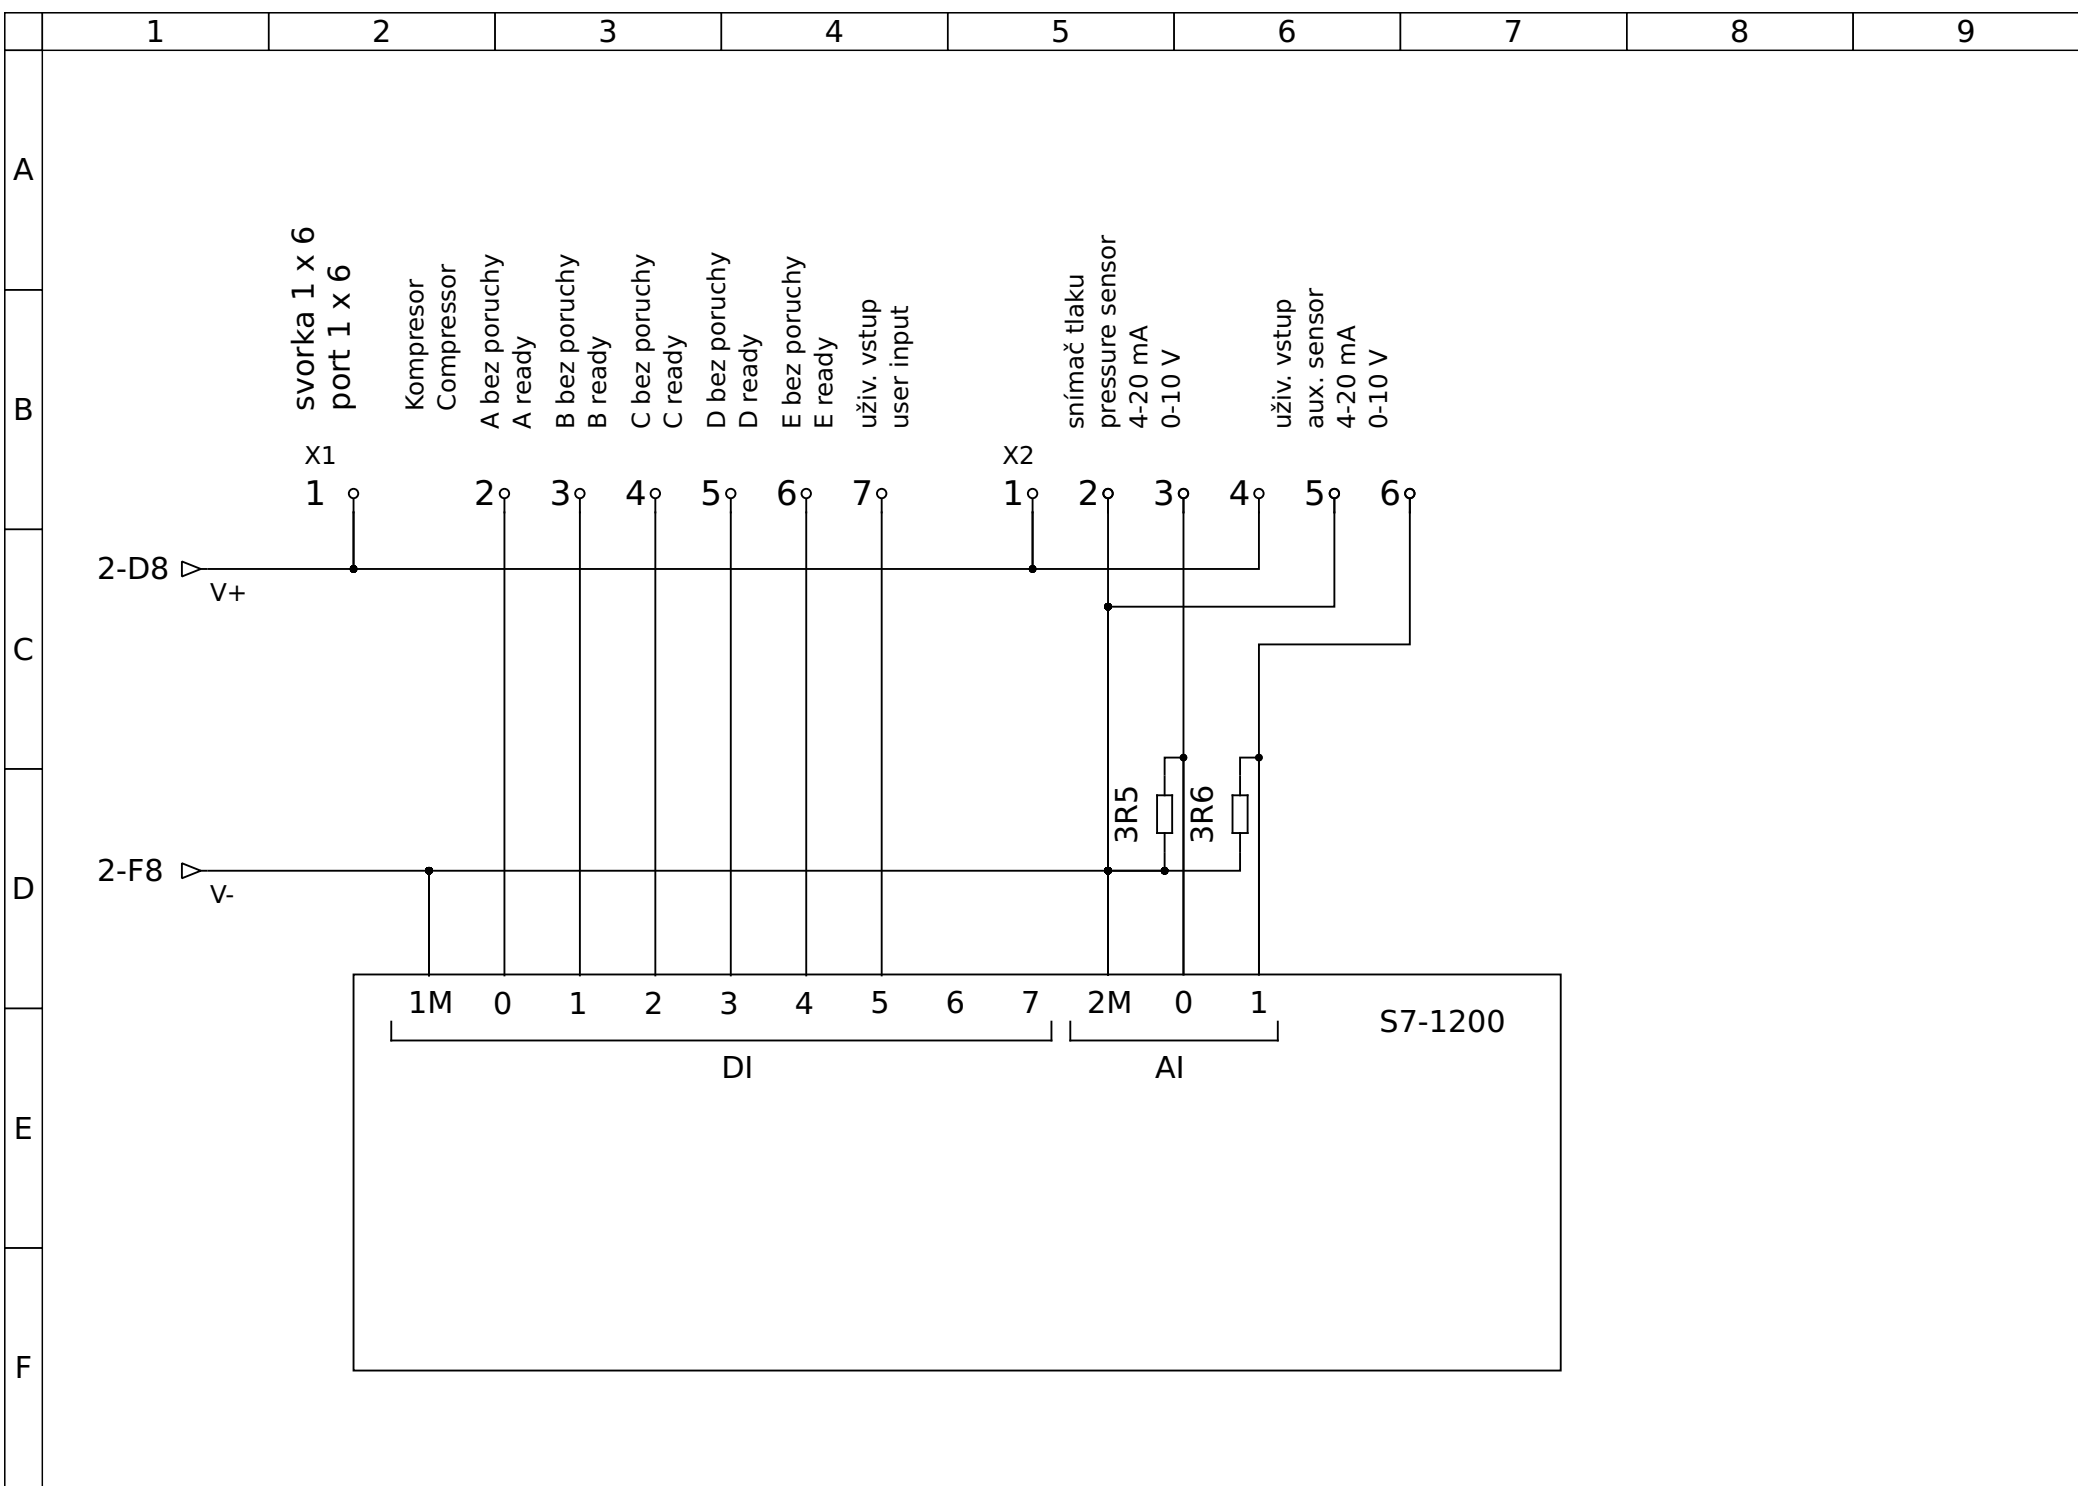 1 2 3 4 5 6 7 8 9
A
B
C
D
E
F
svorka 1 x 6
port 1 x 6
Kompresor
Compressor
A bez poruchy
A ready
B bez poruchy
B ready
C bez poruchy
C ready
D bez poruchy
D ready
E bez poruchy
E ready
uživ. vstup
user input
snímač tlaku
pressure sensor
4-20 mA
0-10 V
uživ. vstup
aux. sensor
4-20 mA
0-10 V
X1
X2
1 2 3 4 5 6 7 1 2 3 4 5 6
2-D8
V+
3R5
3R6
2-F8
V-
1M 0 1 2 3 4 5 6 7 2M 0 1
S7-1200
DI
AI